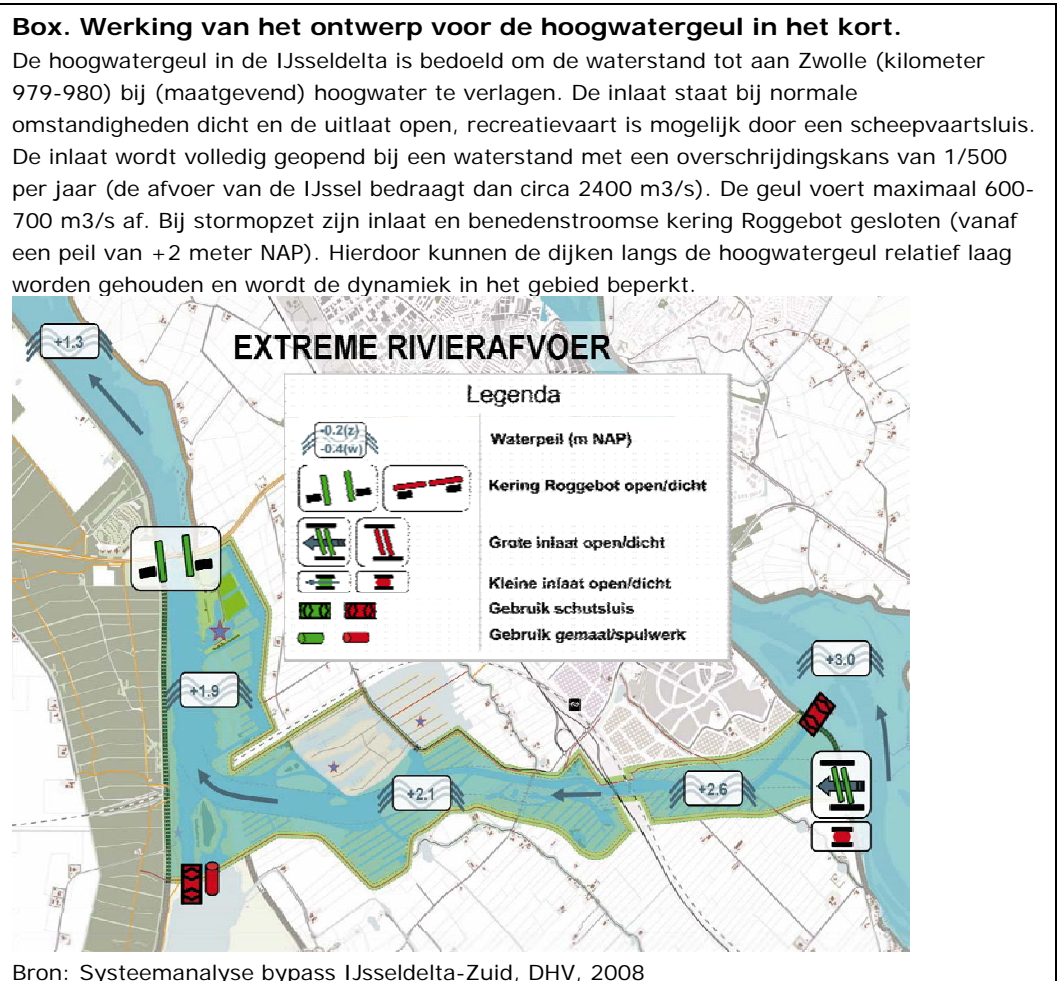 Box. Werking van het ontwerp voor de hoogwatergeul in het kort.
De hoogwatergeul in de IJsseldelta is bedoeld om de waterstand tot aan Zwolle (kilometer
979-980) bij (maatgevend) hoogwater te verlagen. De inlaat staat bij normale
omstandigheden dicht en de uitlaat open, recreatievaart is mogelijk door een scheepvaartsluis.
De inlaat wordt volledig geopend bij een waterstand met een overschrijdingskans van 1/500
per jaar (de afvoer van de IJssel bedraagt dan circa 2400 m3/s). De geul voert maximaal 600-
700 m3/s af. Bij stormopzet zijn inlaat en benedenstroomse kering Roggebot gesloten (vanaf
een peil van +2 meter NAP). Hierdoor kunnen de dijken langs de hoogwatergeul relatief laag
worden gehouden en wordt de dynamiek in het gebied beperkt.
+1.3
EXTREME RIVIERAFVOER
Legenda
-0.2(z)
-0.4(w)
Waterpeil (m NAP)
Kering Roggebot open/dicht
Grote inlaat open/dicht
Kleine inlaat open/dicht
Gebruik schutsluis
Gebruik gemaal/spuiwerk
+3.0
+1.9
+2.6
+2.1
Bron: Systeemanalyse bypass IJsseldelta-Zuid, DHV, 2008